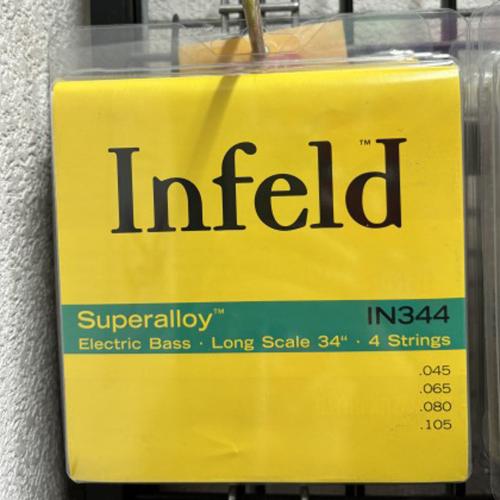 Infeld™
Superalloy™ IN344
Electric Bass · Long Scale 34“ · 4 Strings
.045
.065
.080
.105